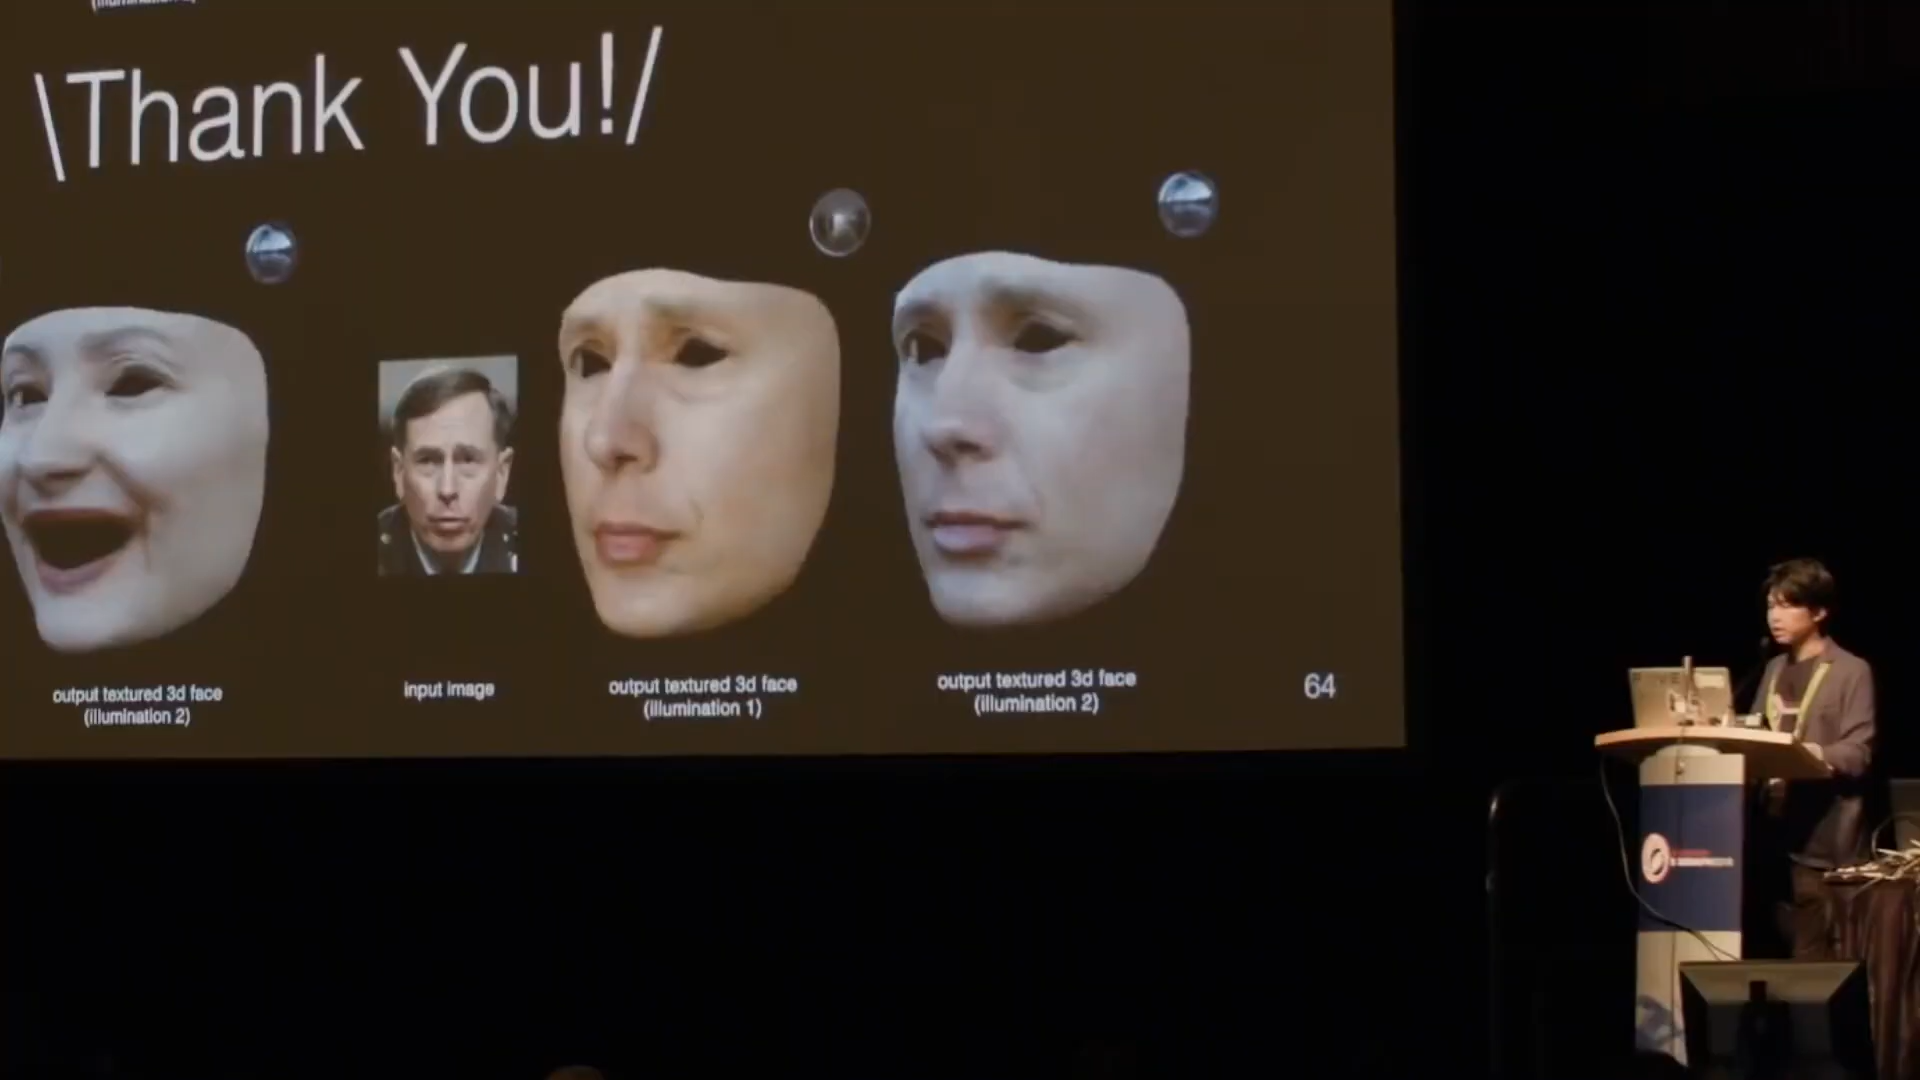 \Thank You!/
output textured 3d face
(illumination 2)
input image
output textured 3d face
(illumination 1)
output textured 3d face
(illumination 2)
64